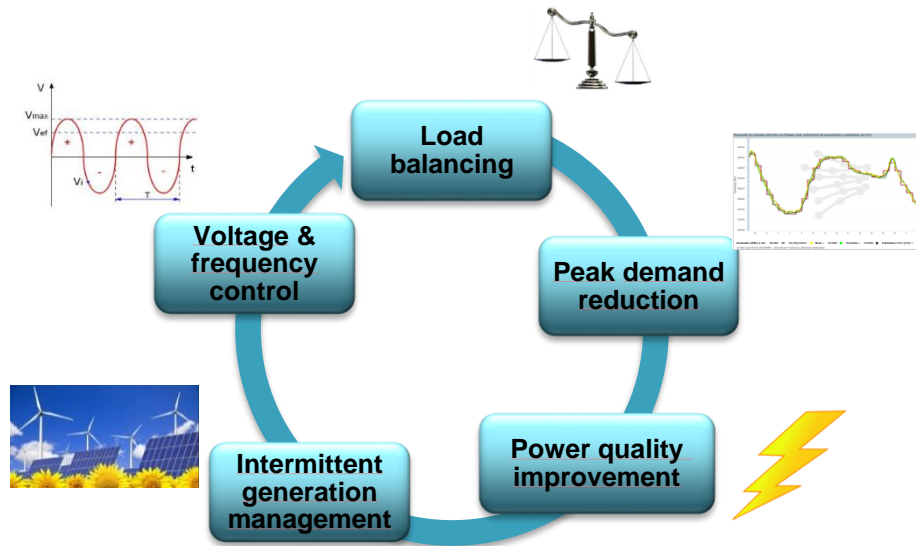 Load
balancing
Peak demand
reduction
Power quality
improvement
Intermittent
generation
management
Voltage &
frequency
control
V
Vmax
Vef
+
+
t
Vi
-
-
T